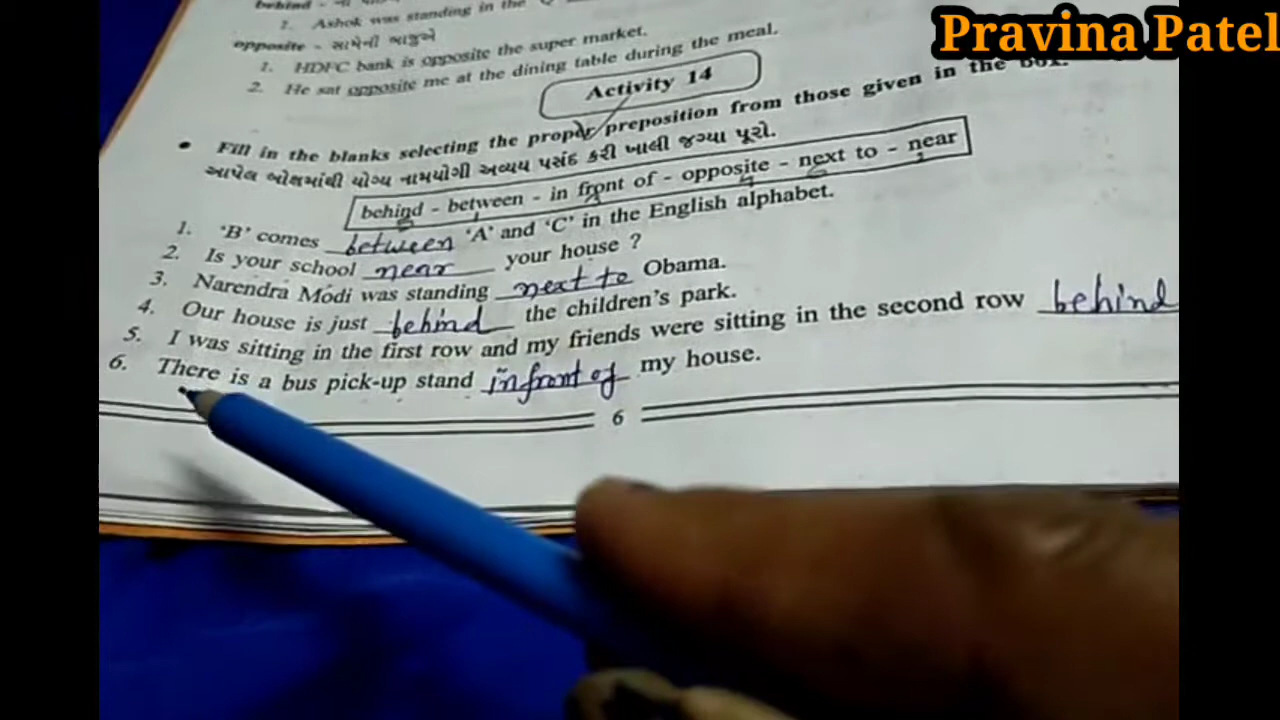 Pravina Patel
behind -
1. Ashok was standing in the
opposite - સામેની બાજુએ
1. HDFC bank is opposite the super market.
2. He sat opposite me at the dining table during the meal.
Activity 14
• Fill in the blanks selecting the proper preposition from those given in the box.
આપેલ બોક્ષમાંથી યોગ્ય નામયોગી અવ્યય પસંદ કરી ખાલી જગ્યા પૂરો.
behind - between - in front of - opposite - next to - near
1. ‘B’ comes between ‘A’ and ‘C’ in the English alphabet.
2. Is your school near your house ?
3. Narendra Modi was standing next to Obama.
4. Our house is just behind the children's park.
5. I was sitting in the first row and my friends were sitting in the second row behind
6. There is a bus pick-up stand in front of my house.
6